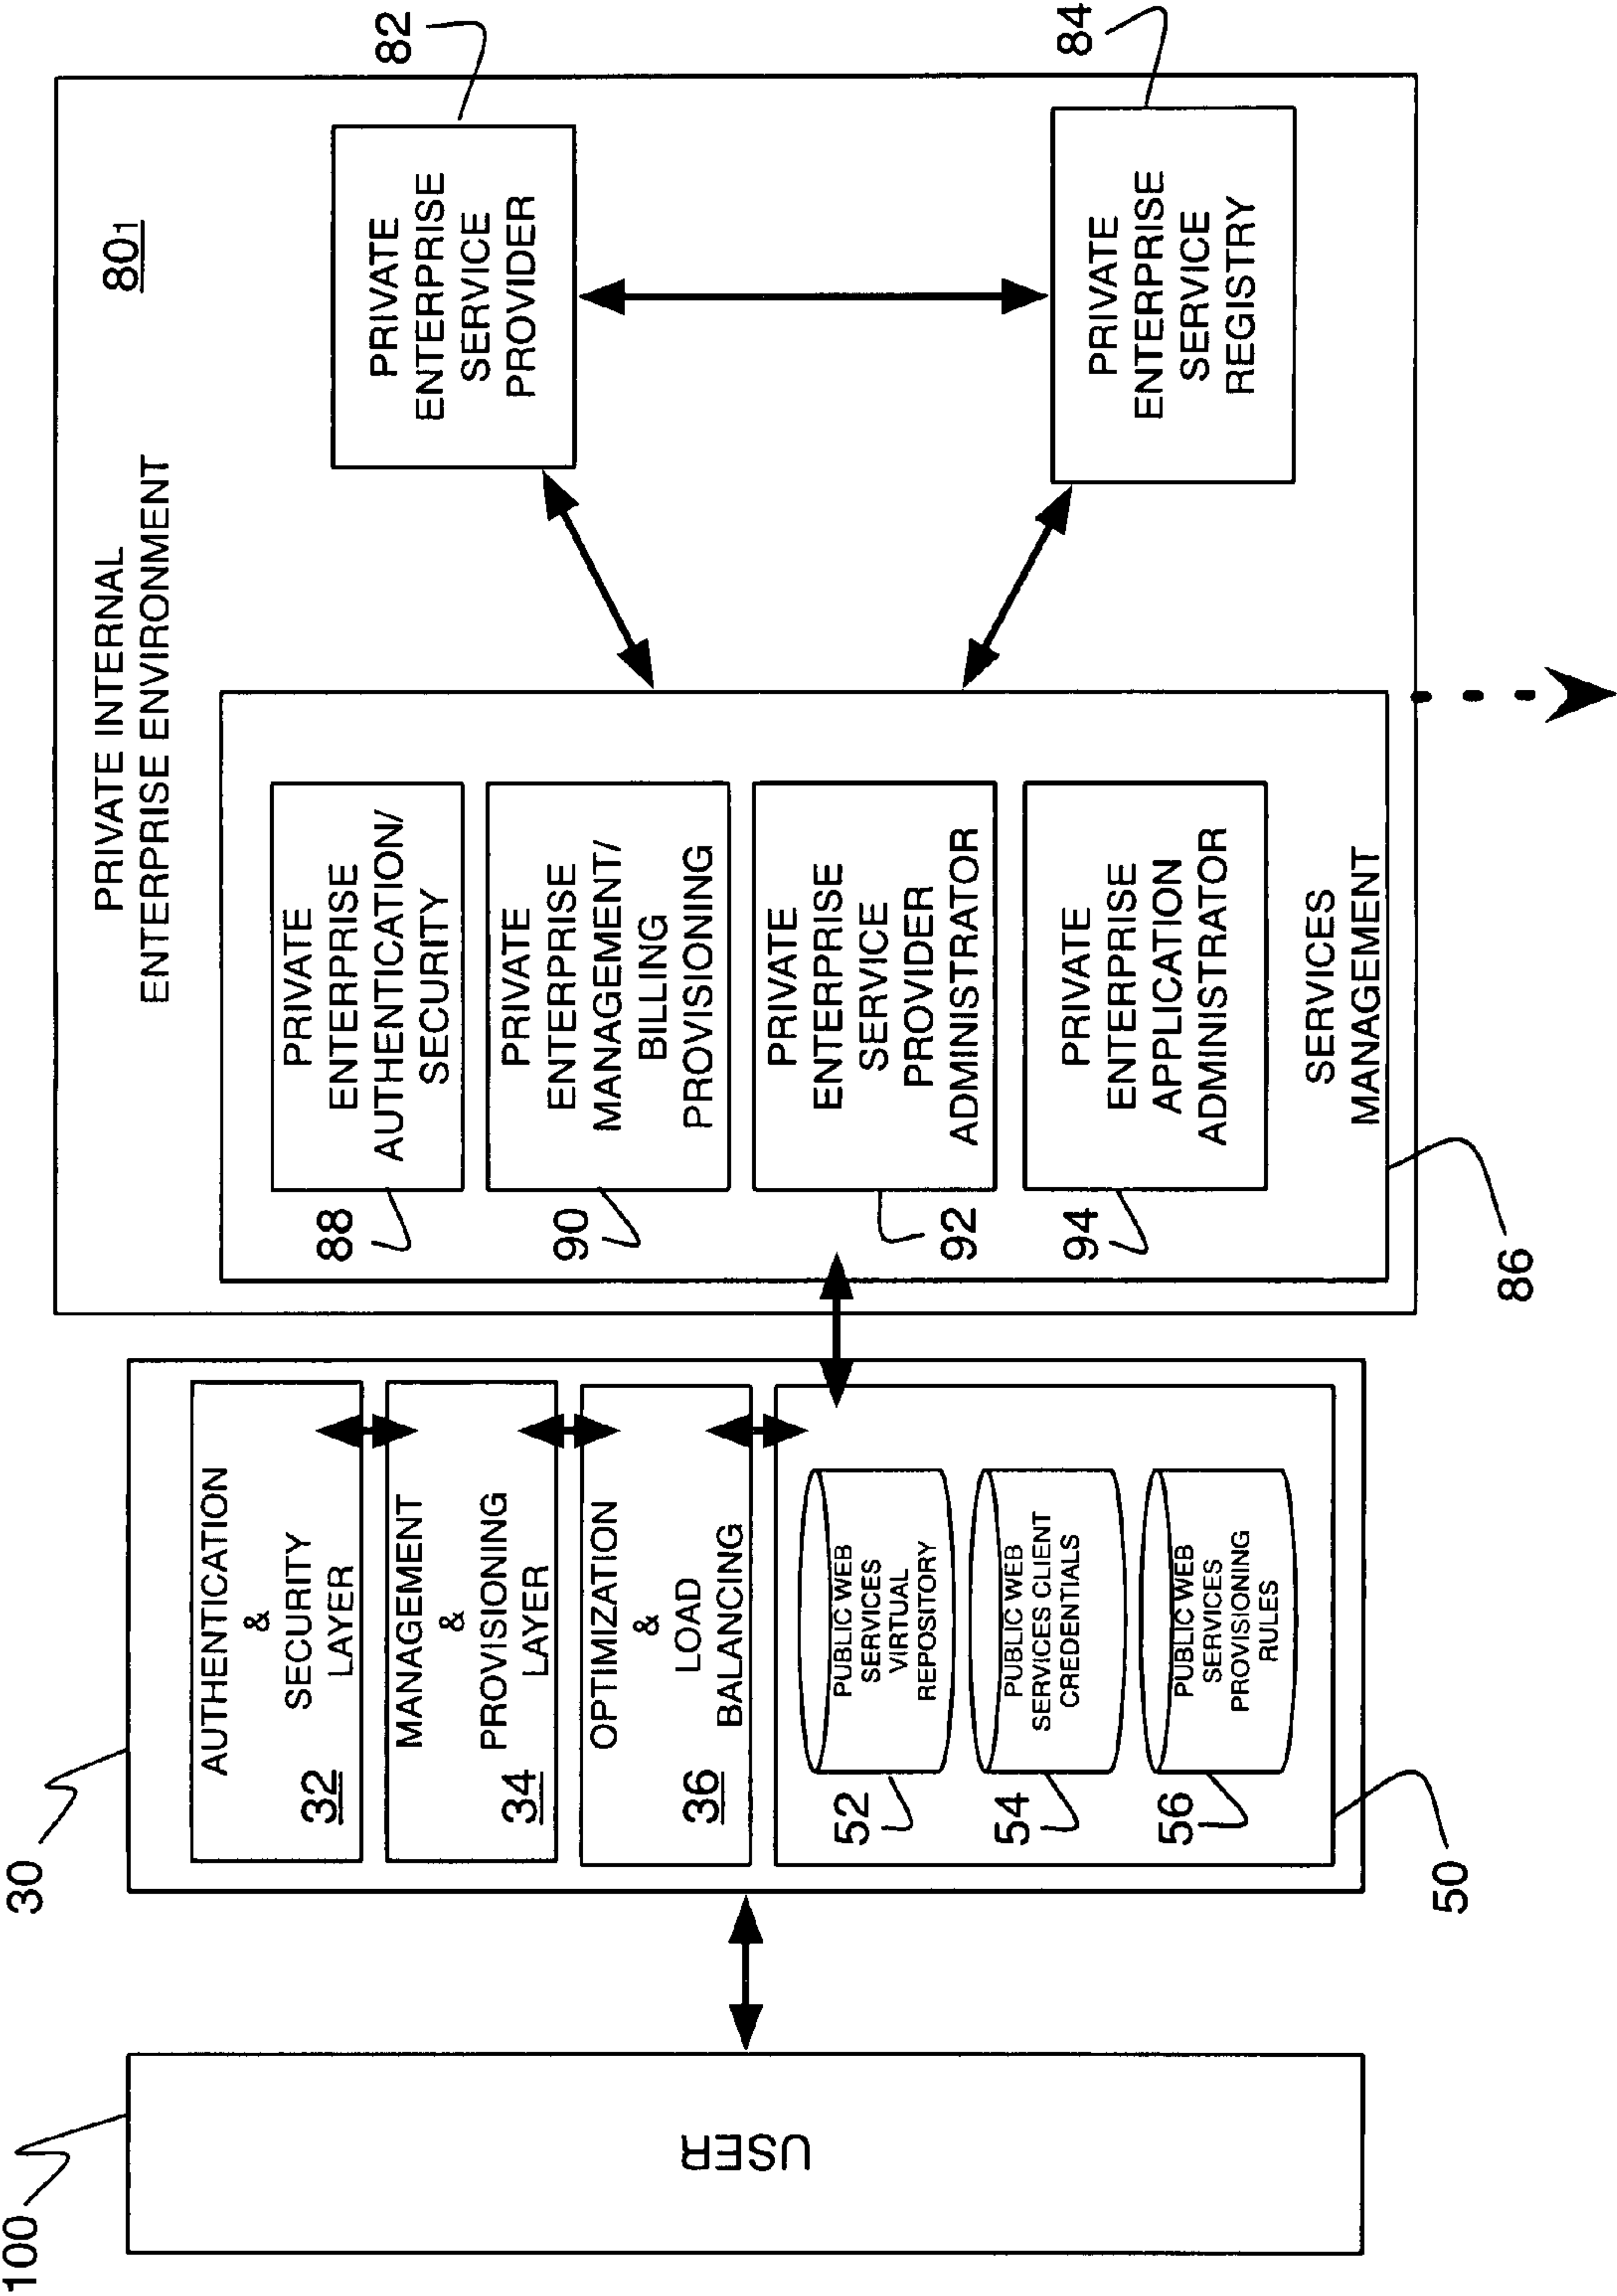 100
USER
30
AUTHENTICATION
&
SECURITY
LAYER
32
MANAGEMENT
&
PROVISIONING
LAYER
34
OPTIMIZATION
&
LOAD
BALANCING
36
PUBLIC WEB
SERVICES
VIRTUAL
REPOSITORY
52
PUBLIC WEB
SERVICES CLIENT
CREDENTIALS
54
PUBLIC WEB
SERVICES
PROVISIONING
RULES
56
50
PRIVATE INTERNAL
ENTERPRISE ENVIRONMENT
80₁
PRIVATE
ENTERPRISE
AUTHENTICATION/
SECURITY
88
PRIVATE
ENTERPRISE
MANAGEMENT/
BILLING
PROVISIONING
90
PRIVATE
ENTERPRISE
SERVICE
PROVIDER
ADMINISTRATOR
92
PRIVATE
ENTERPRISE
APPLICATION
ADMINISTRATOR
94
SERVICES
MANAGEMENT
86
PRIVATE
ENTERPRISE
SERVICE
PROVIDER
82
PRIVATE
ENTERPRISE
SERVICE
REGISTRY
84